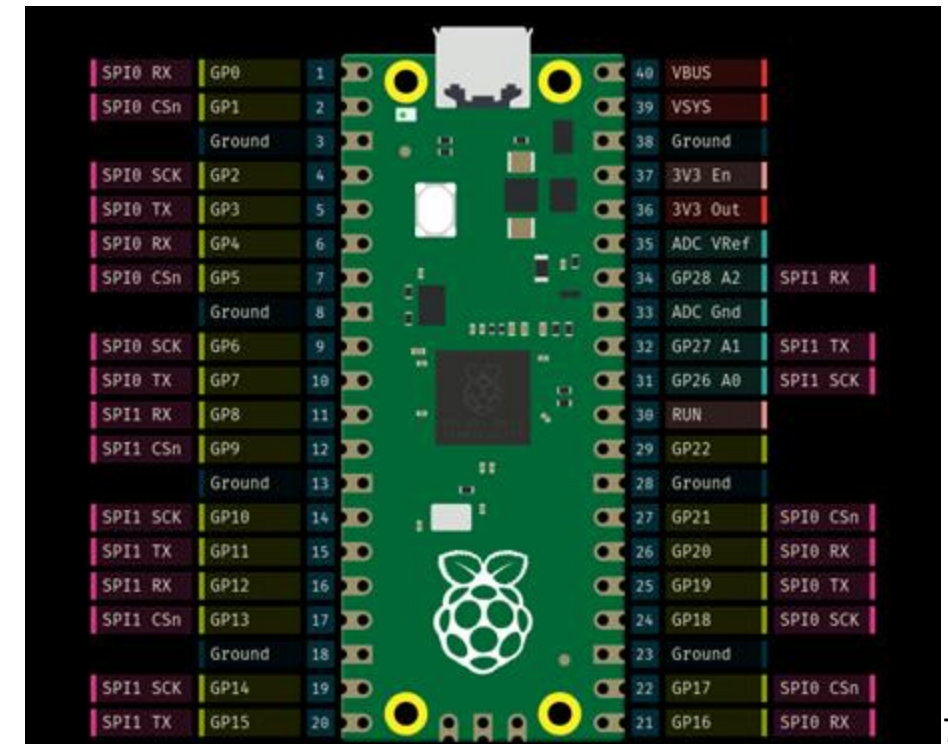 SPI0 RX GP0 1 40 VBUS
SPI0 CSn GP1 2 39 VSYS
Ground 3 38 Ground
SPI0 SCK GP2 4 37 3V3 En
SPI0 TX GP3 5 36 3V3 Out
SPI0 RX GP4 6 35 ADC VRef
SPI0 CSn GP5 7 34 GP28 A2 SPI1 RX
Ground 8 33 ADC Gnd
SPI0 SCK GP6 9 32 GP27 A1 SPI1 TX
SPI0 TX GP7 10 31 GP26 A0 SPI1 SCK
SPI1 RX GP8 11 30 RUN
SPI1 CSn GP9 12 29 GP22
Ground 13 28 Ground
SPI1 SCK GP10 14 27 GP21 SPI0 CSn
SPI1 TX GP11 15 26 GP20 SPI0 RX
SPI1 RX GP12 16 25 GP19 SPI0 TX
SPI1 CSn GP13 17 24 GP18 SPI0 SCK
Ground 18 23 Ground
SPI1 SCK GP14 19 22 GP17 SPI0 CSn
SPI1 TX GP15 20 21 GP16 SPI0 RX